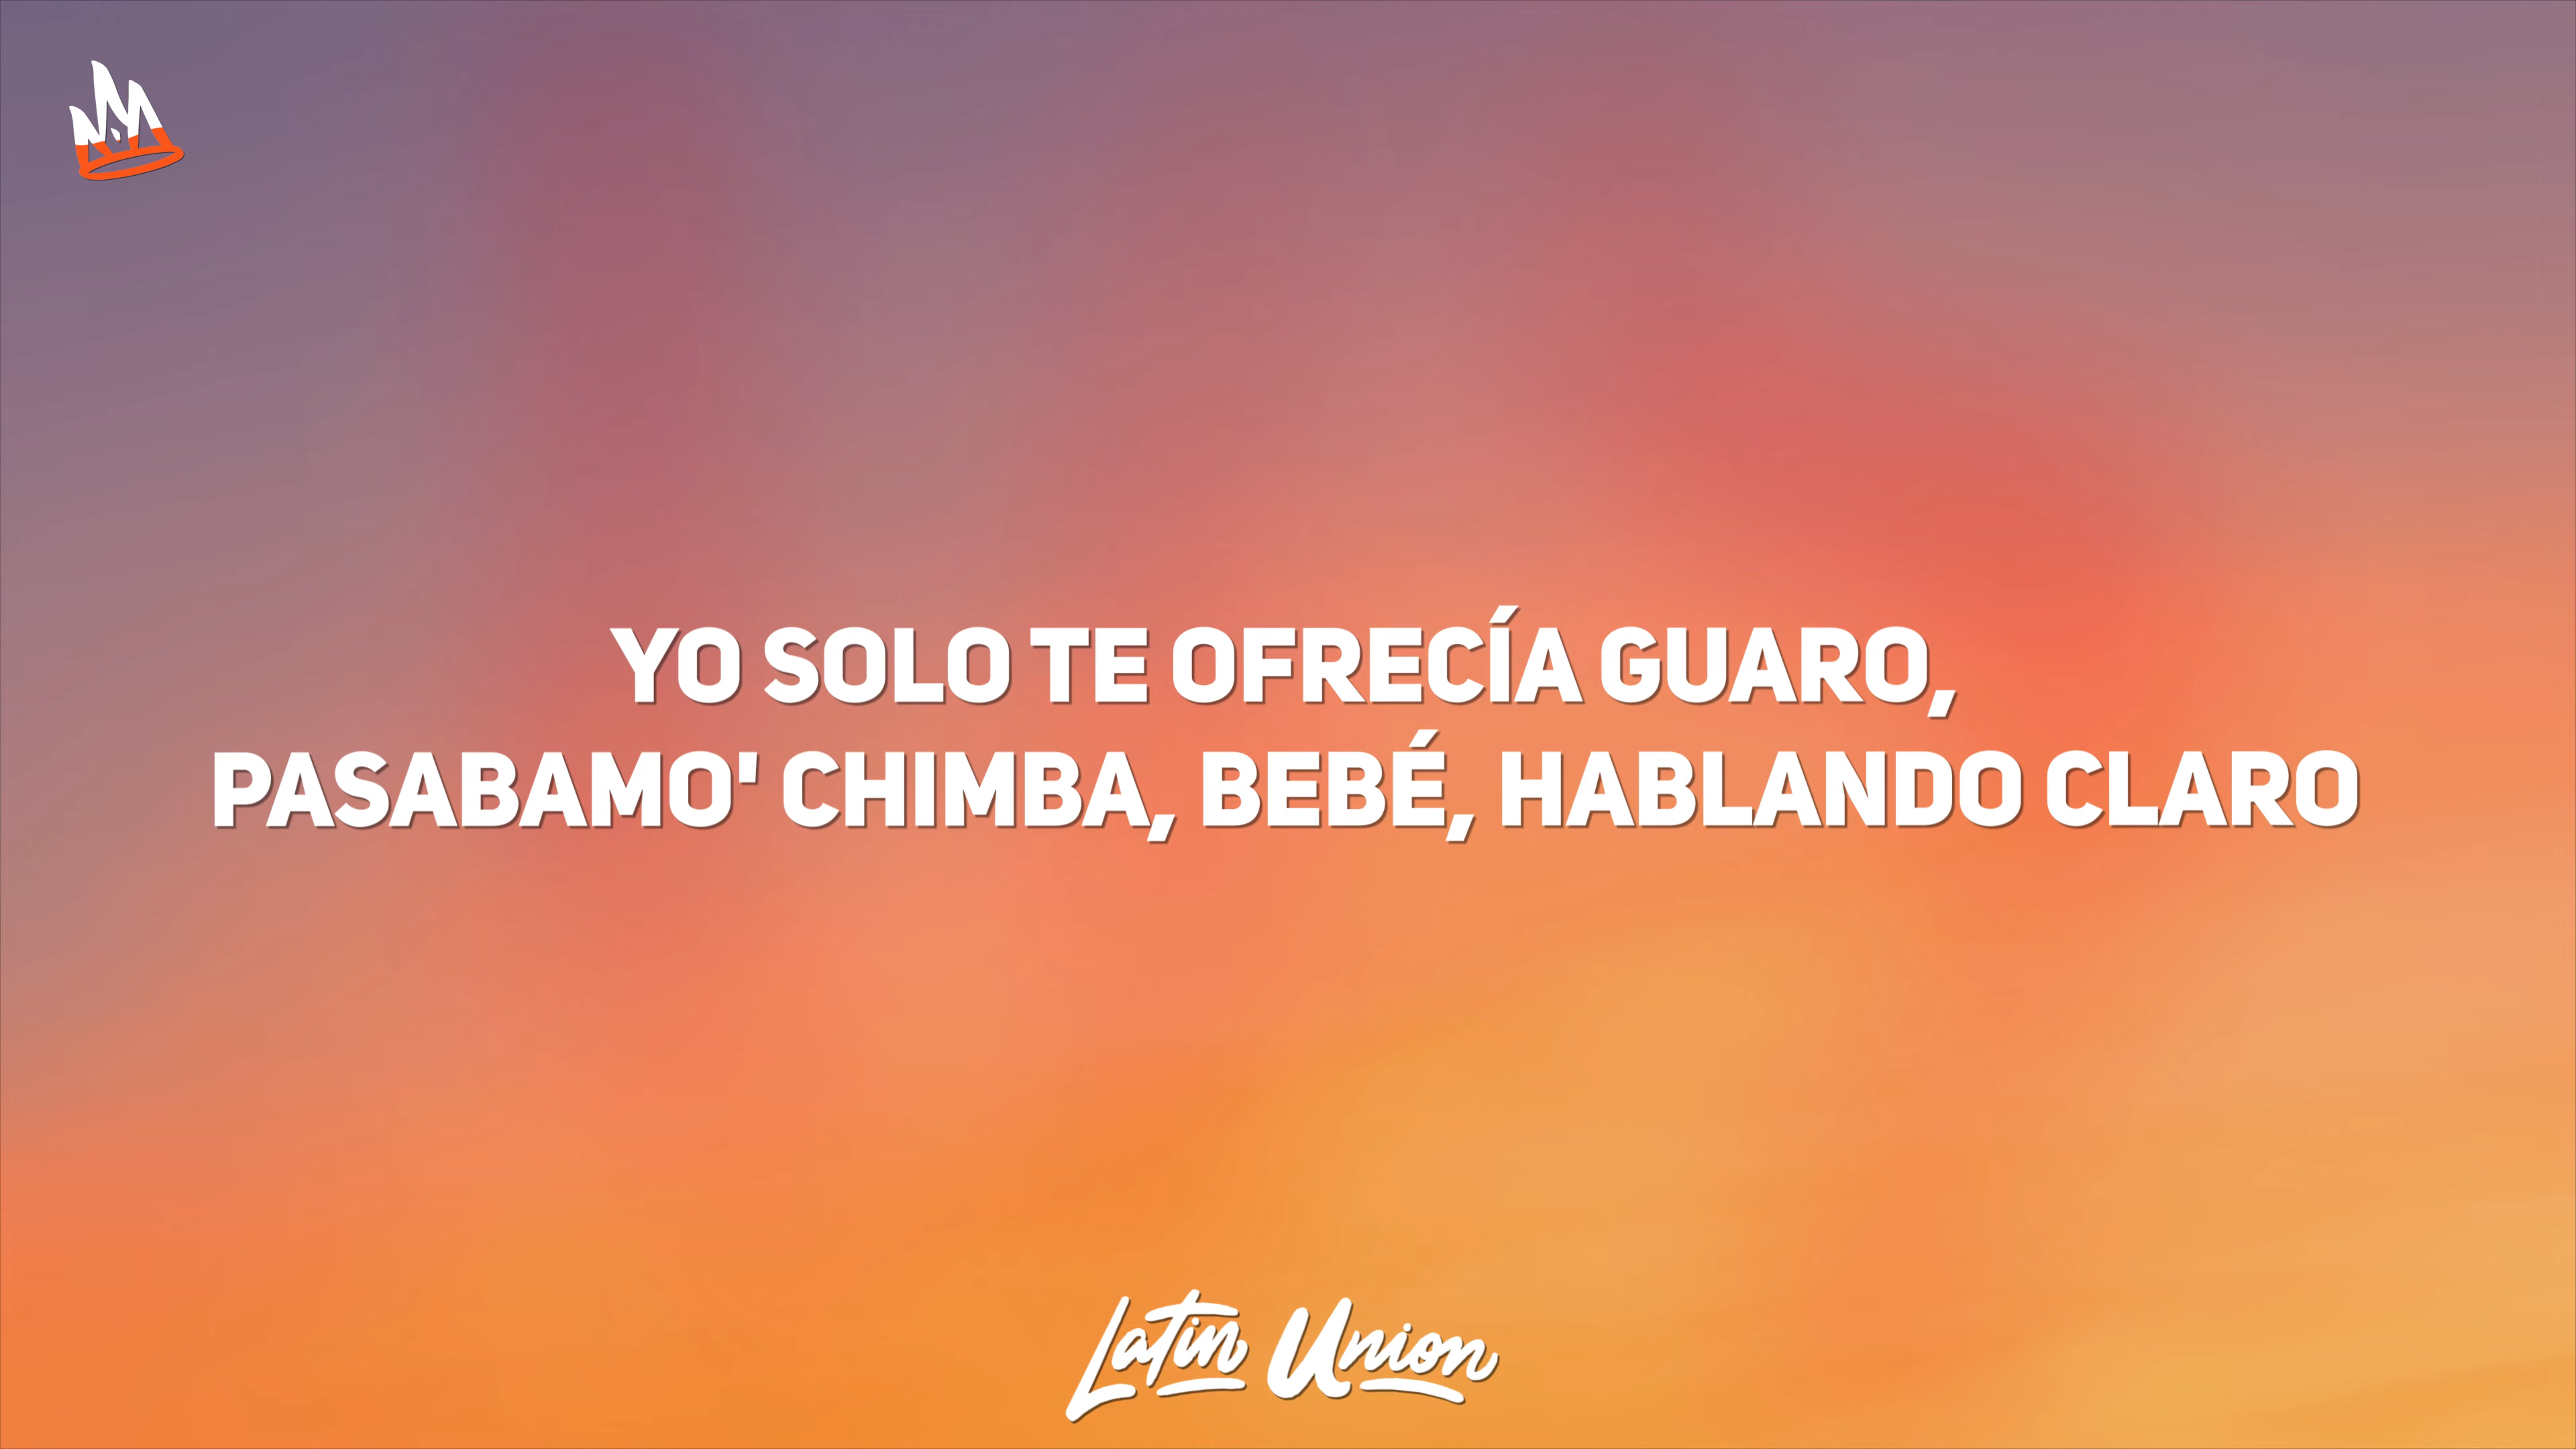 YO SOLO TE OFRECÍA GUARO,
PASABAMO' CHIMBA, BEBÉ, HABLANDO CLARO
Latin Union